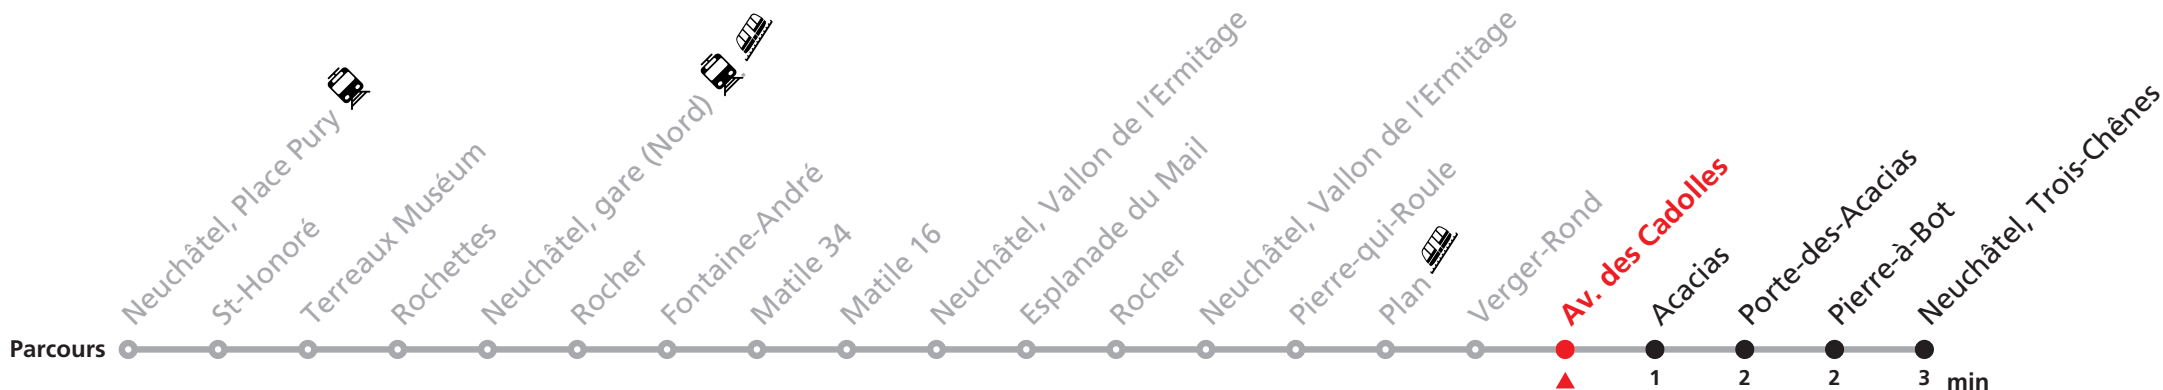 Neuchâtel, Place Pury
St-Honoré
Terreaux Muséum
Rochettes
Neuchâtel, gare (Nord)
Rocher
Fontaine-André
Matile 34
Matile 16
Neuchâtel, Vallon de l'Ermitage
Esplanade du Mail
Rocher
Neuchâtel, Vallon de l'Ermitage
Pierre-qui-Roule
Plan
Verger-Rond
Av. des Cadolles
Acacias
Porte-des-Acacias
Pierre-à-Bot
Neuchâtel, Trois-Chênes
Parcours
1 2 2 3 min